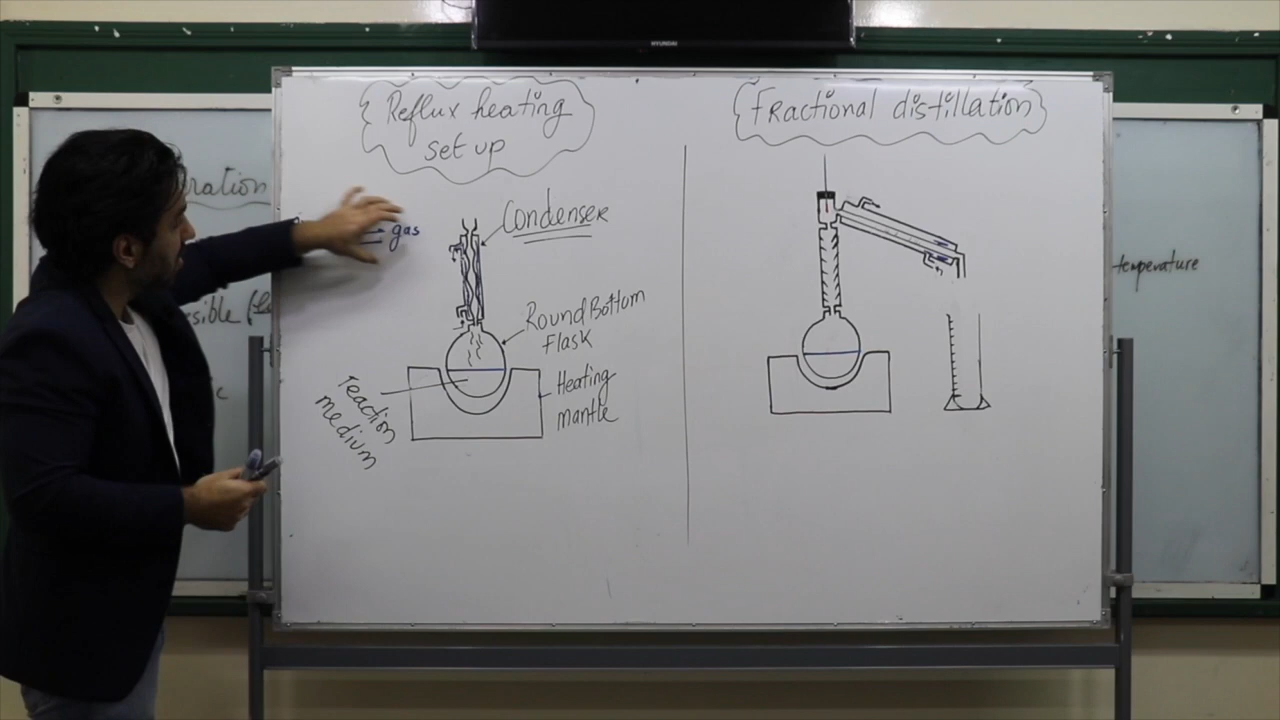 HYUNDAI
Reflux heating
set up
Fractional distillation
gas
Condenser
Round Bottom
flask
Heating
mantle
reaction
medium
temperature